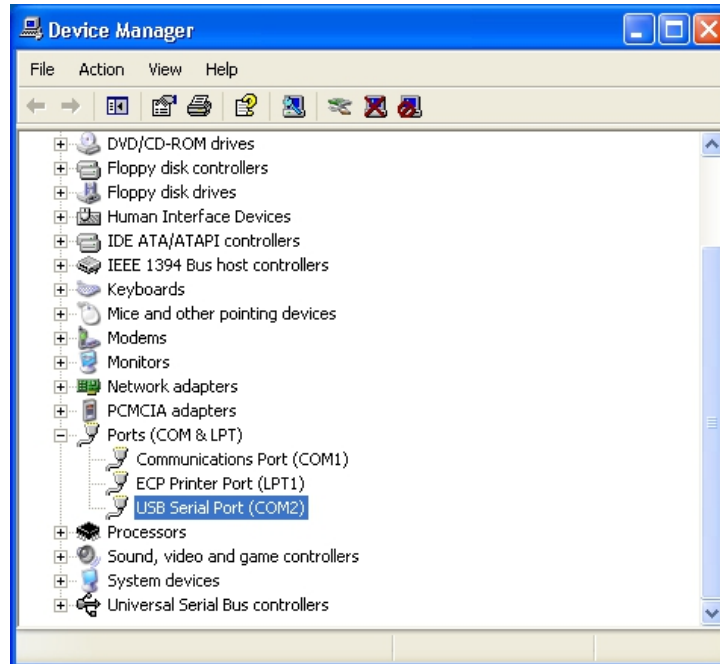 Device Manager
File Action View Help
DVD/CD-ROM drives
Floppy disk controllers
Floppy disk drives
Human Interface Devices
IDE ATA/ATAPI controllers
IEEE 1394 Bus host controllers
Keyboards
Mice and other pointing devices
Modems
Monitors
Network adapters
PCMCIA adapters
Ports (COM & LPT)
Communications Port (COM1)
ECP Printer Port (LPT1)
USB Serial Port (COM2)
Processors
Sound, video and game controllers
System devices
Universal Serial Bus controllers